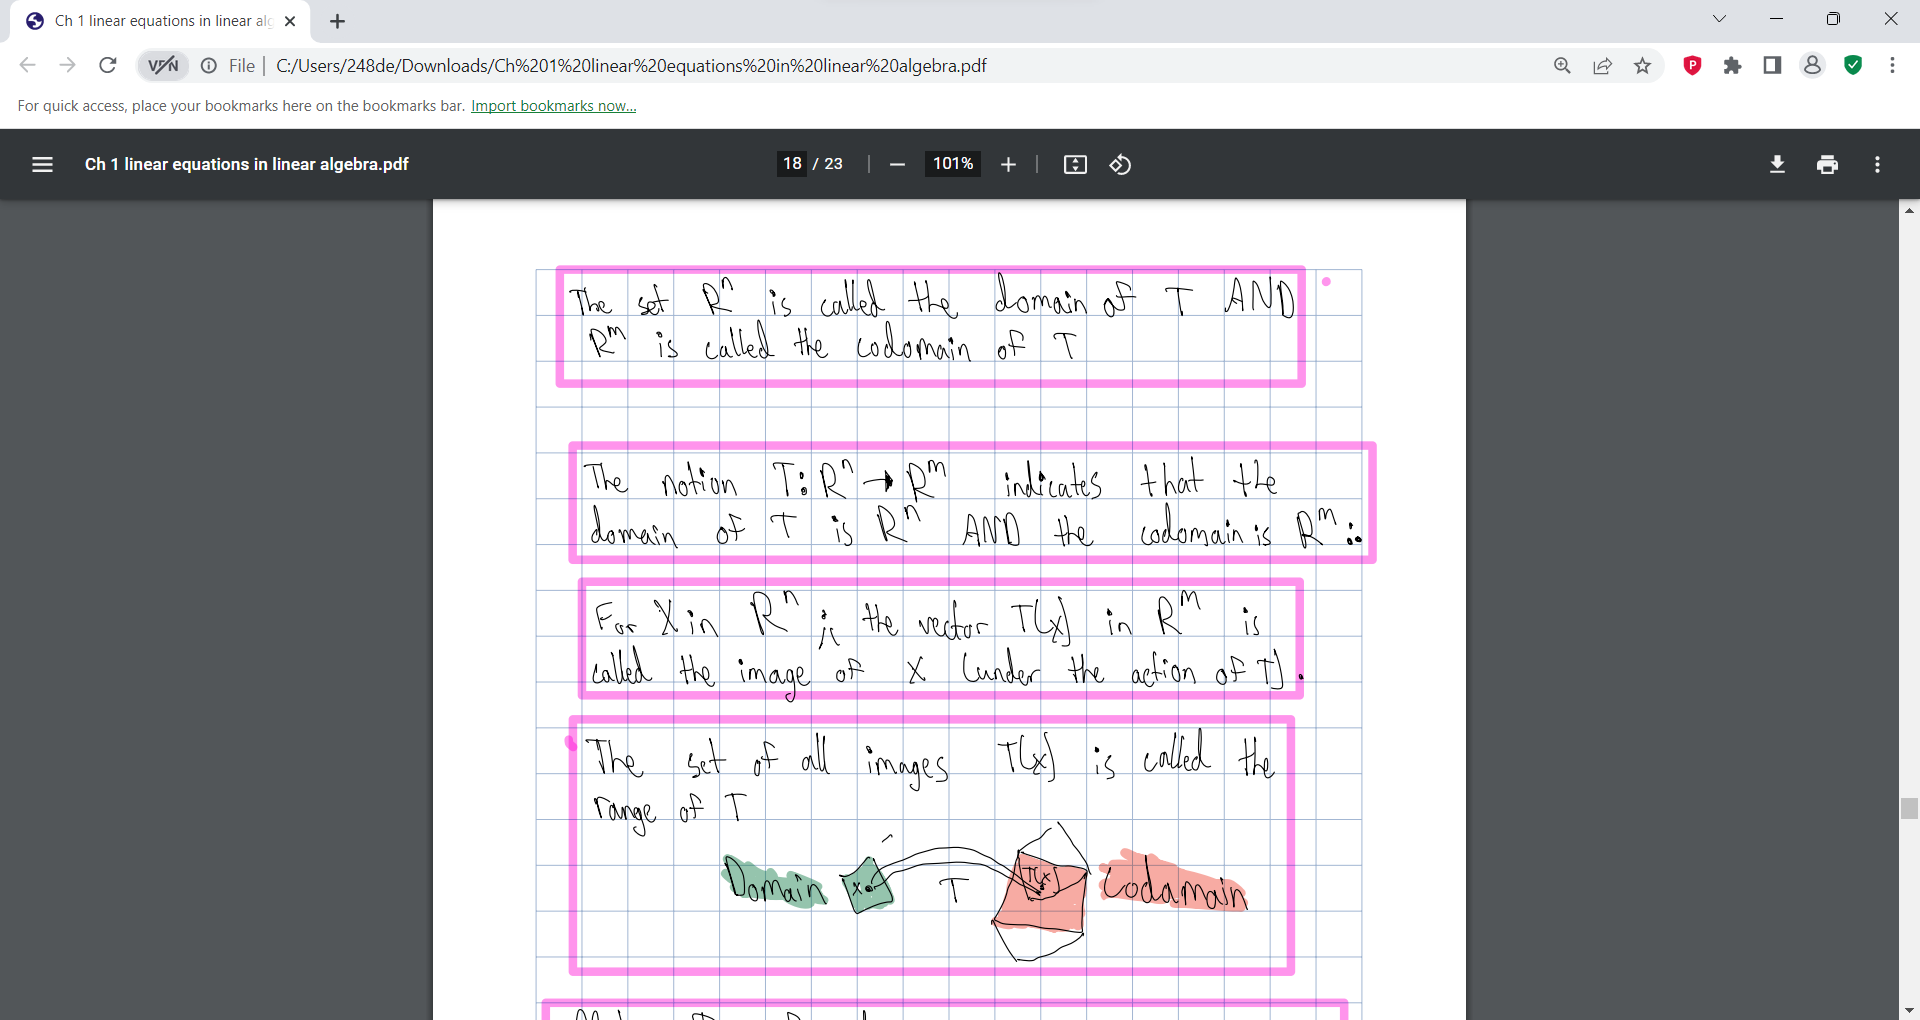 Ch 1 linear equations in linear alg
VPN File C:/Users/248de/Downloads/Ch%201%20linear%20equations%20in%20linear%20algebra.pdf
For quick access, place your bookmarks here on the bookmarks bar. Import bookmarks now...
Ch 1 linear equations in linear algebra.pdf 18 / 23 101%
The set Rⁿ is called the domain of T AND
Rᵐ is called the codomain of T
The notion T: Rⁿ → Rᵐ indicates that the
domain of T is Rⁿ AND the codomain is Rᵐ
For X in Rⁿ ; the vector T(x) in Rᵐ is
called the image of X (under the action of T).
The set of all images T(x) is called the
range of T
Domain x T T(x) Codamain